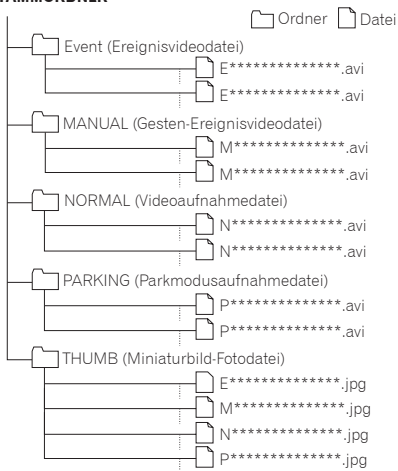 Ordner Datei
Event (Ereignisvideodatei)
E**************.avi
E**************.avi
MANUAL (Gesten-Ereignisvideodatei)
M**************.avi
M**************.avi
NORMAL (Videoaufnahmedatei)
N**************.avi
N**************.avi
PARKING (Parkmodusaufnahmedatei)
P**************.avi
P**************.avi
THUMB (Miniaturbild-Fotodatei)
E**************.jpg
M**************.jpg
N**************.jpg
P**************.jpg